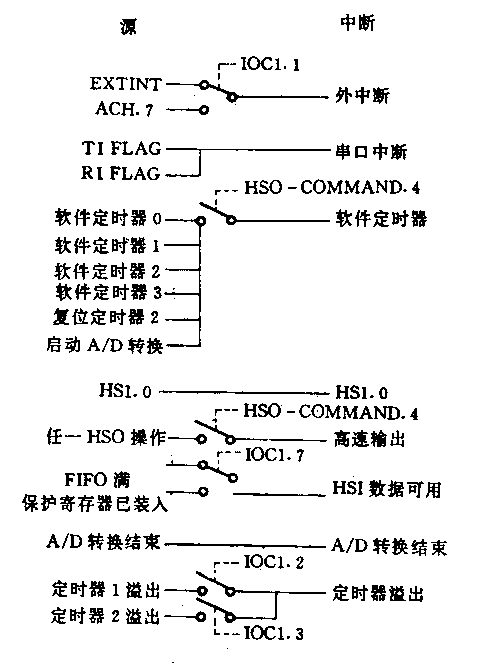 源 中断
IOC1.1
EXTINT 外中断
ACH.7
TI FLAG 串口中断
RI FLAG
HSO-COMMAND.4
软件定时器0 软件定时器
软件定时器1
软件定时器2
软件定时器3
复位定时器2
启动A/D转换
HS1.0 HS1.0
HSO-COMMAND.4
任一HSO操作 高速输出
IOC1.7
FIFO满 HSI数据可用
保护寄存器已装入
A/D转换结束 A/D转换结束
IOC1.2
定时器1溢出 定时器溢出
定时器2溢出
IOC1.3